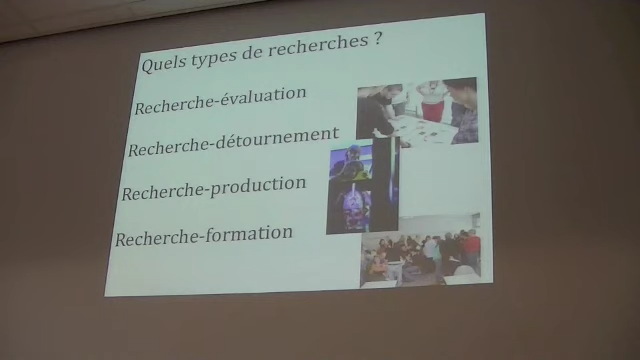 Quels types de recherches ?
Recherche-évaluation
Recherche-détournement
Recherche-production
Recherche-formation